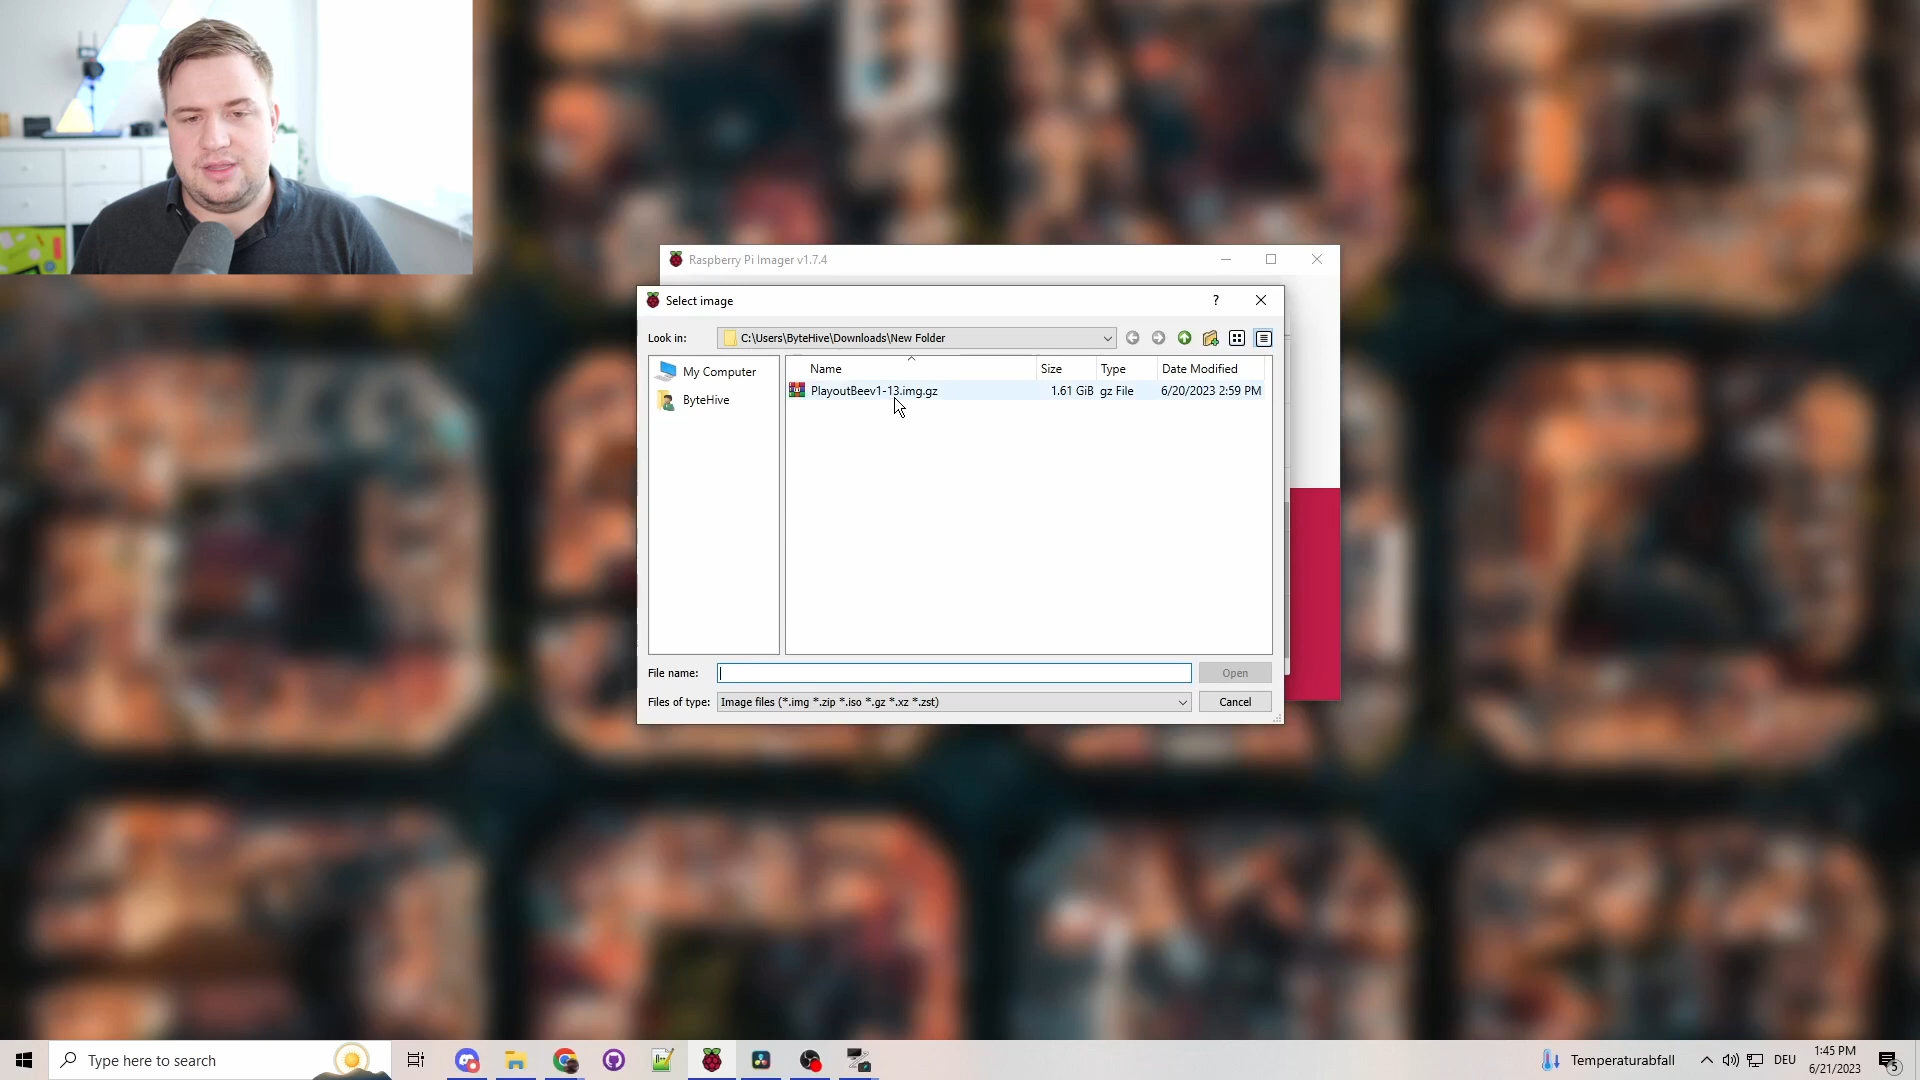 Raspberry Pi Imager v1.7.4
Select image
?
Look in:
C:\Users\ByteHive\Downloads\New Folder
My Computer
ByteHive
Name
Size
Type
Date Modified
PlayoutBeev1-13.img.gz
1.61 GiB
gz File
6/20/2023 2:59 PM
File name:
Open
Files of type:
Image files (*.img *.zip *.iso *.gz *.xz *.zst)
Cancel
Type here to search
Temperaturabfall
DEU
1:45 PM
6/21/2023
5